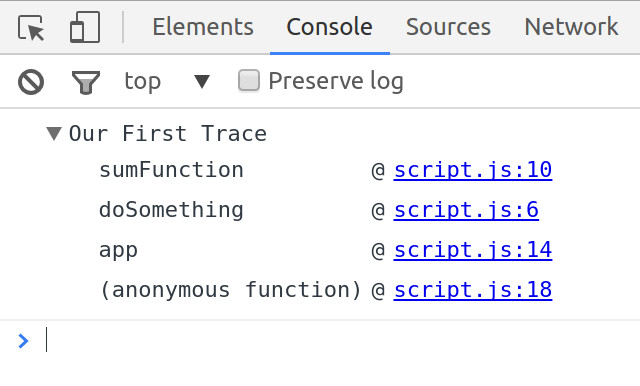 Elements Console Sources Network
top Preserve log
Our First Trace
sumFunction @ script.js:10
doSomething @ script.js:6
app @ script.js:14
(anonymous function) @ script.js:18